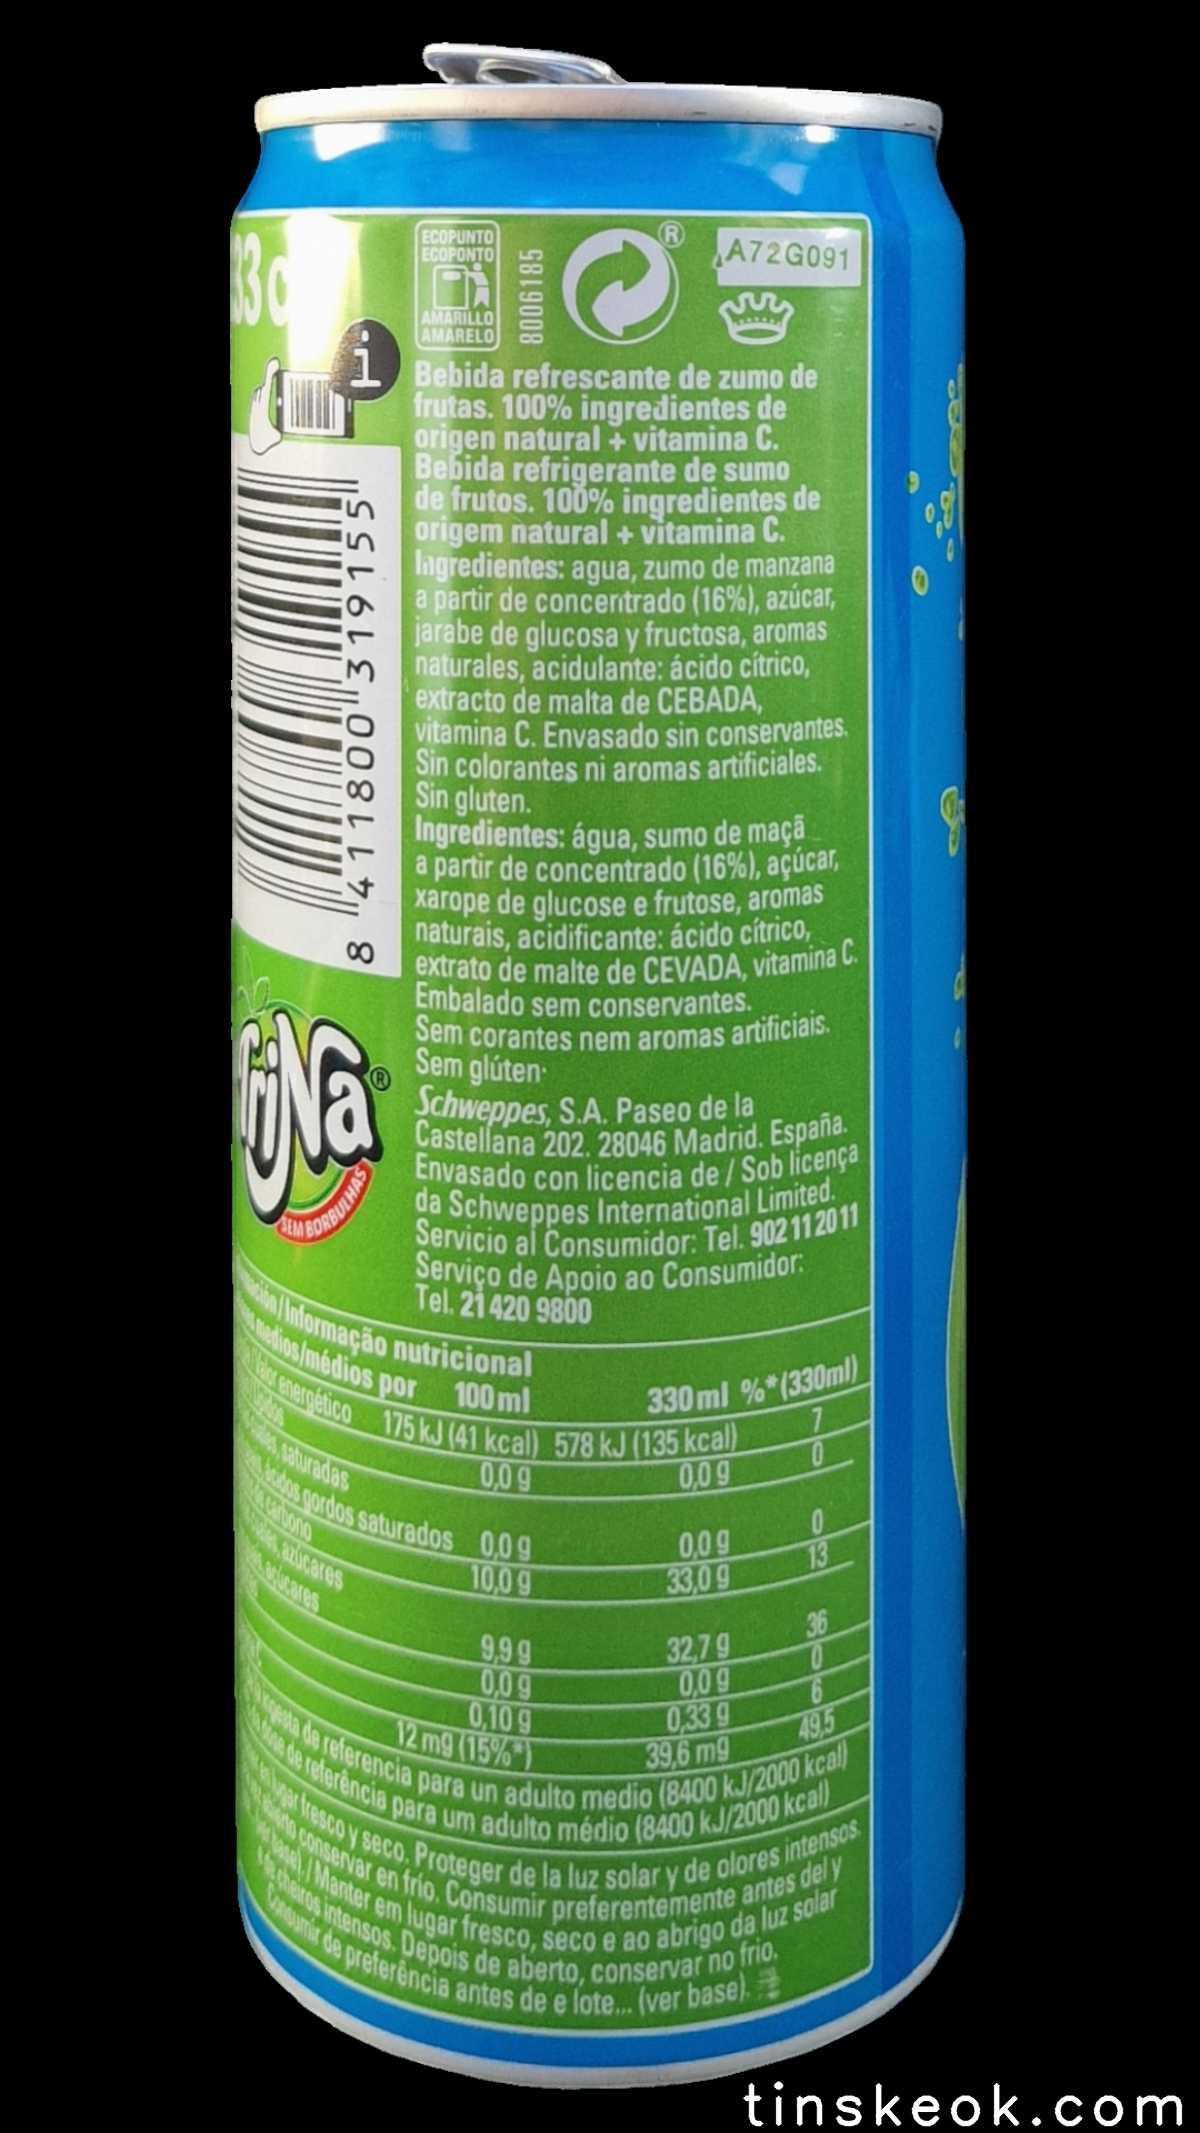 33 c
ECOPUNTO
ECOPONTO
AMARILLO
AMARELO
8006185
®
A72G091
i
Bebida refrescante de zumo de
frutas. 100% ingredientes de
origen natural + vitamina C.
Bebida refrigerante de sumo
de frutos. 100% ingredientes de
origem natural + vitamina C.
Ingredientes: agua, zumo de manzana
a partir de concentrado (16%), azúcar,
jarabe de glucosa y fructosa, aromas
naturales, acidulante: ácido cítrico,
extracto de malta de CEBADA,
vitamina C. Envasado sin conservantes.
Sin colorantes ni aromas artificiales.
Sin gluten.
Ingredientes: água, sumo de maçã
a partir de concentrado (16%), açúcar,
xarope de glucose e frutose, aromas
naturais, acidificante: ácido cítrico,
extrato de malte de CEVADA, vitamina C.
Embalado sem conservantes.
Sem corantes nem aromas artificiais.
Sem glúten.
Schweppes, S.A. Paseo de la
Castellana 202. 28046 Madrid. España.
Envasado con licencia de / Sob licença
da Schweppes International Limited.
Servicio al Consumidor: Tel. 902 11 20 11
Serviço de Apoio ao Consumidor:
Tel. 21 420 9800
8 411800 319155
TriNa®
SEM BORBULHAS
/Informação nutricional
medios/médios por 100 ml 330 ml %*(330ml)
Valor energético 175 kJ (41 kcal) 578 kJ (135 kcal) 7
Lípidos 0,0 g 0,0 g 0
saturadas
ácidos gordos saturados 0,0 g 0,0 g 0
de carbono 10,0 g 33,0 g 13
azúcares
açúcares 9,9 g 32,7 g 36
0,0 g 0,0 g 0
0,10 g 0,33 g 6
12 mg (15%*) 39,6 mg 49,5
ingesta de referencia para un adulto medio (8400 kJ/2000 kcal)
dose de referência para um adulto médio (8400 kJ/2000 kcal)
en lugar fresco y seco. Proteger de la luz solar y de olores intensos.
abierto conservar en frío. Consumir preferentemente antes del y
base). / Manter em lugar fresco, seco e ao abrigo da luz solar
e de cheiros intensos. Depois de aberto, conservar no frio.
Consumir de preferência antes de e lote... (ver base).
tinskeok.com